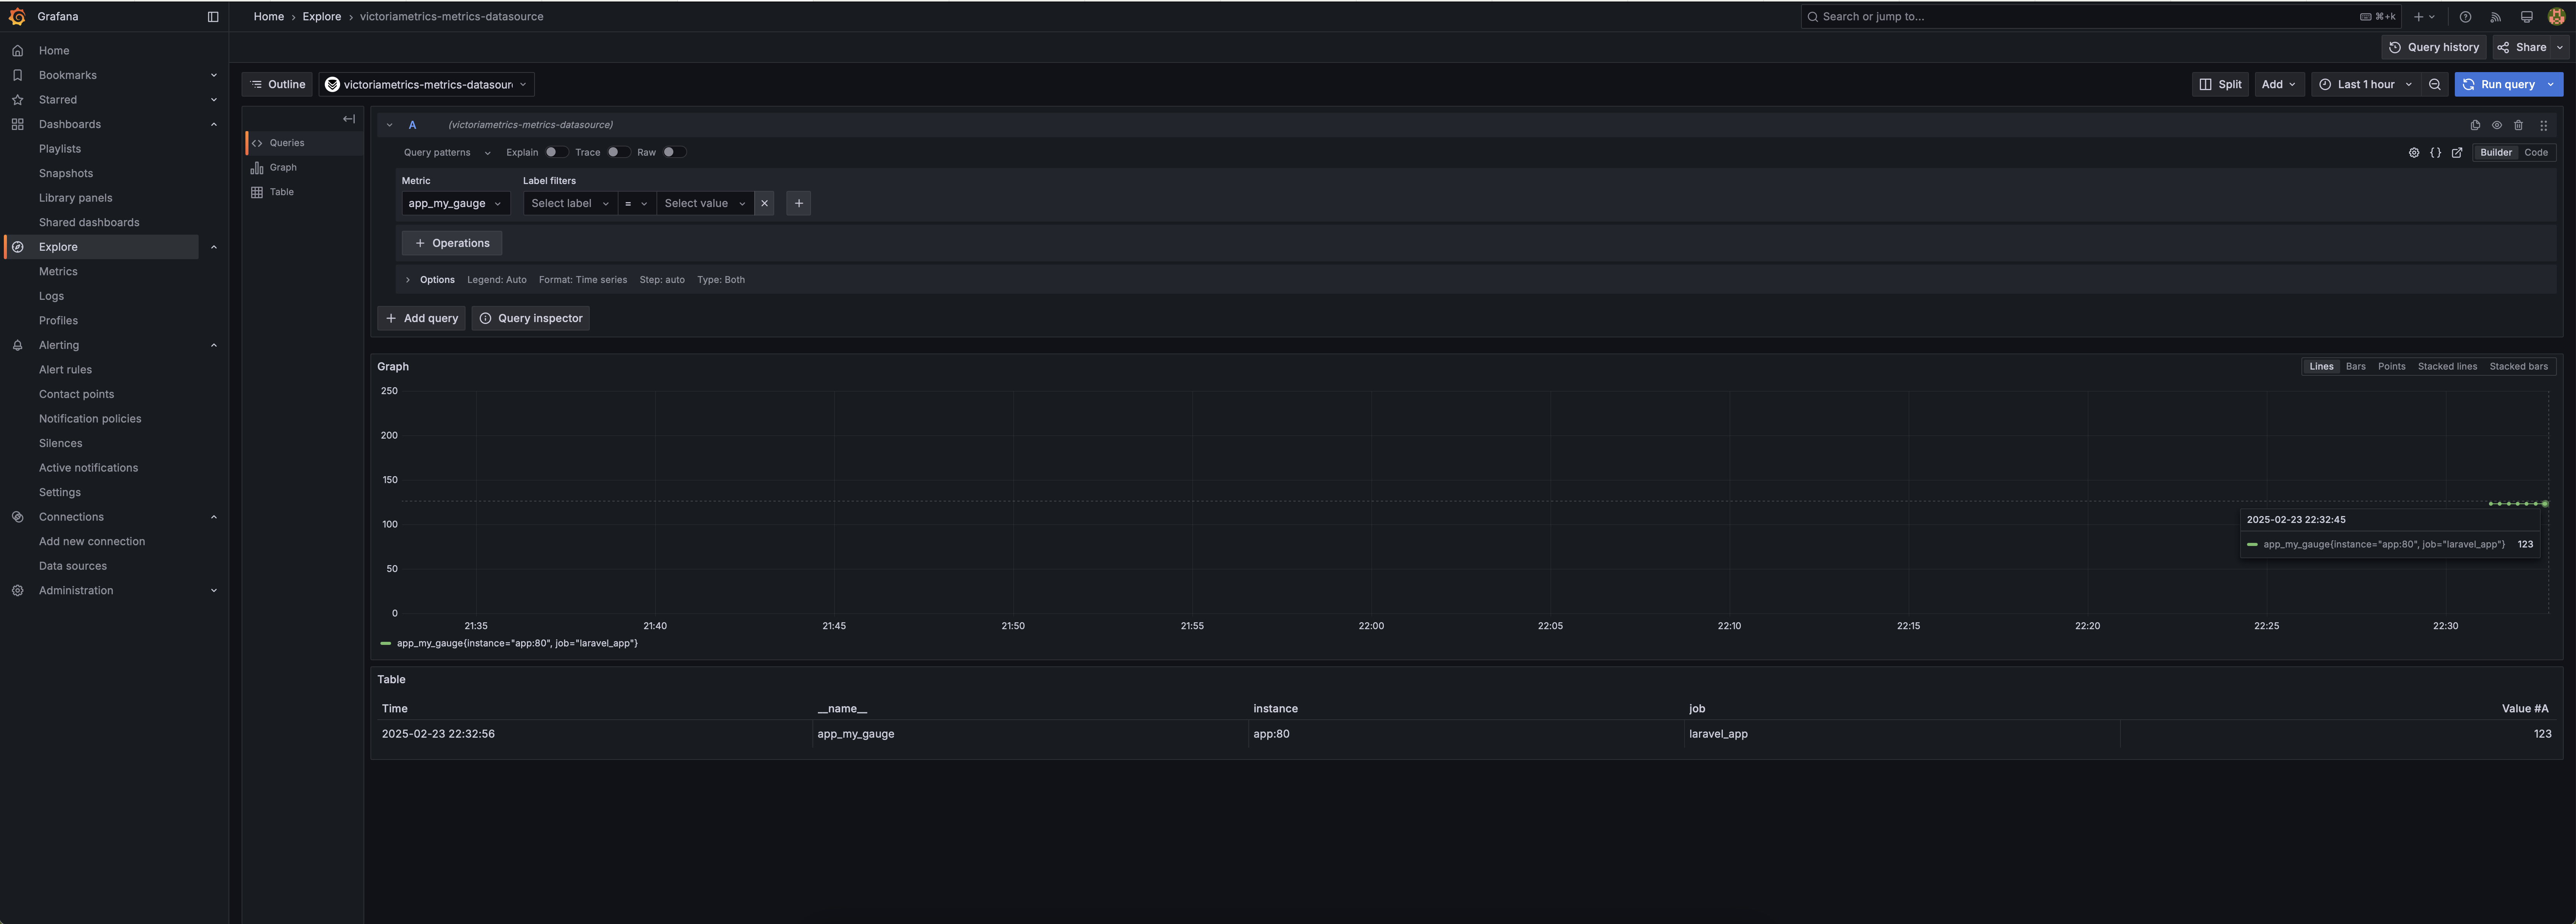 Grafana
Home › Explore › victoriametrics-metrics-datasource
Search or jump to...
⌘+k
Query history
Share
Home
Bookmarks
Starred
Dashboards
Playlists
Snapshots
Library panels
Shared dashboards
Explore
Metrics
Logs
Profiles
Alerting
Alert rules
Contact points
Notification policies
Silences
Active notifications
Settings
Connections
Add new connection
Data sources
Administration
Outline
victoriametrics-metrics-datasour
Split
Add
Last 1 hour
Run query
Queries
Graph
Table
A (victoriametrics-metrics-datasource)
Query patterns Explain Trace Raw
{ } Builder Code
Metric Label filters
app_my_gauge Select label = Select value
+ Operations
Options Legend: Auto Format: Time series Step: auto Type: Both
+ Add query Query inspector
Graph
Lines Bars Points Stacked lines Stacked bars
250
200
150
100
50
0
2025-02-23 22:32:45
app_my_gauge{instance="app:80", job="laravel_app"} 123
21:35 21:40 21:45 21:50 21:55 22:00 22:05 22:10 22:15 22:20 22:25 22:30
app_my_gauge{instance="app:80", job="laravel_app"}
Table
Time __name__ instance job Value #A
2025-02-23 22:32:56 app_my_gauge app:80 laravel_app 123